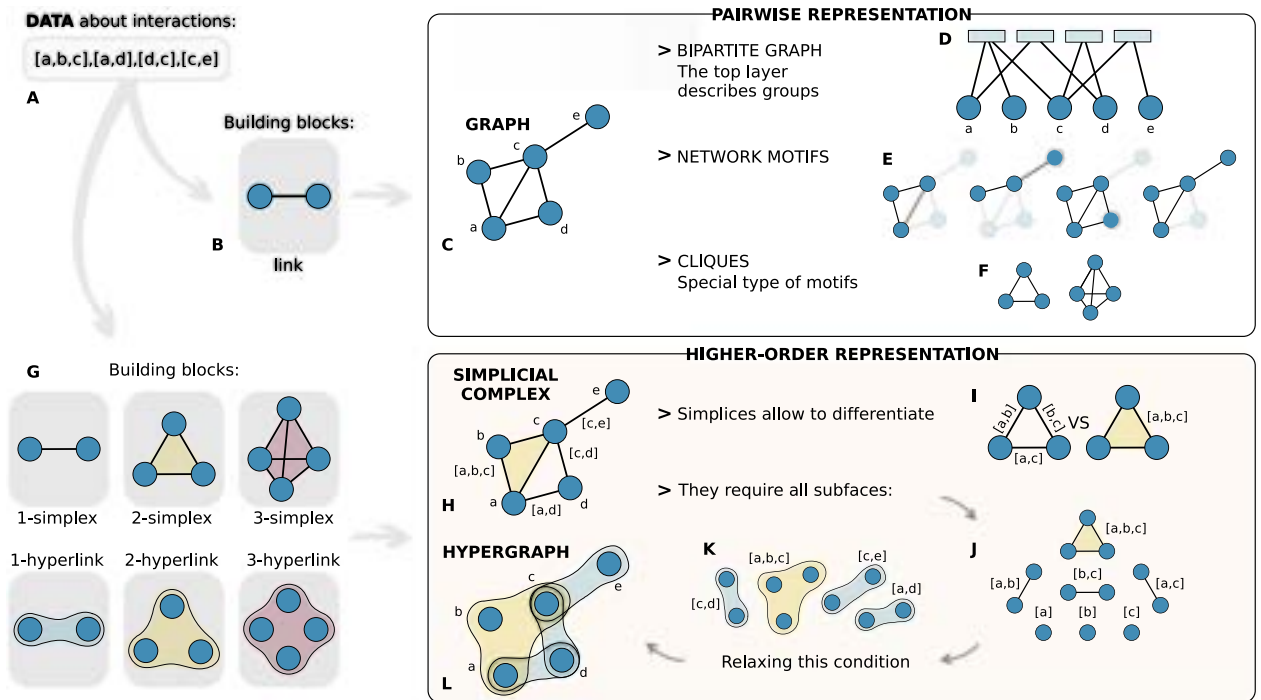 DATA about interactions:
[a,b,c],[a,d],[d,c],[c,e]
A
Building blocks:
B
link
PAIRWISE REPRESENTATION
GRAPH
e
c
b
a
d
C
> BIPARTITE GRAPH
The top layer
describes groups
D
a b c d e
> NETWORK MOTIFS
E
> CLIQUES
Special type of motifs
F
G
Building blocks:
1-simplex 2-simplex 3-simplex
1-hyperlink 2-hyperlink 3-hyperlink
HIGHER-ORDER REPRESENTATION
SIMPLICIAL
COMPLEX
e
c
[c,e]
b
[c,d]
[a,b,c]
a
[a,d]
d
H
> Simplices allow to differentiate
I
[a,b]
[b,c]
[a,c]
VS
[a,b,c]
> They require all subfaces:
J
[a,b,c]
[a,b]
[b,c]
[a,c]
[a] [b] [c]
HYPERGRAPH
c
e
b
a
d
L
K
[a,b,c]
[c,e]
[c,d]
[a,d]
Relaxing this condition